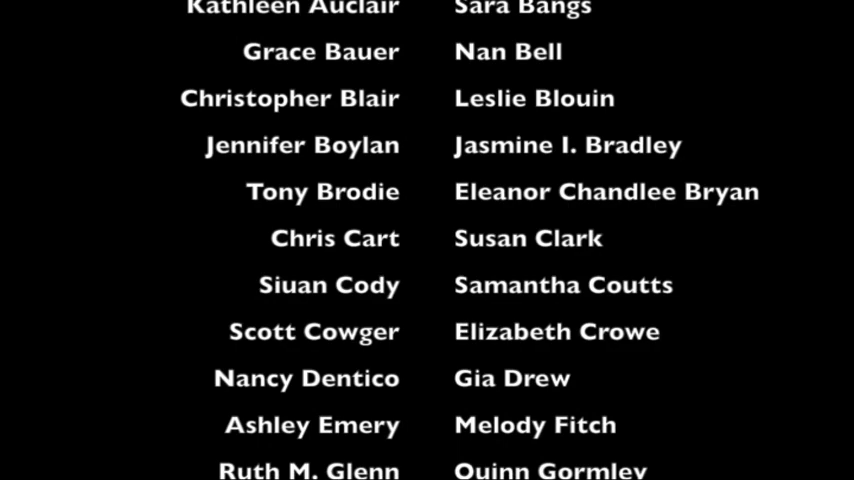 Kathleen Auclair Sara Bangs
Grace Bauer Nan Bell
Christopher Blair Leslie Blouin
Jennifer Boylan Jasmine I. Bradley
Tony Brodie Eleanor Chandlee Bryan
Chris Cart Susan Clark
Siuan Cody Samantha Coutts
Scott Cowger Elizabeth Crowe
Nancy Dentico Gia Drew
Ashley Emery Melody Fitch
Ruth M. Glenn Quinn Gormley